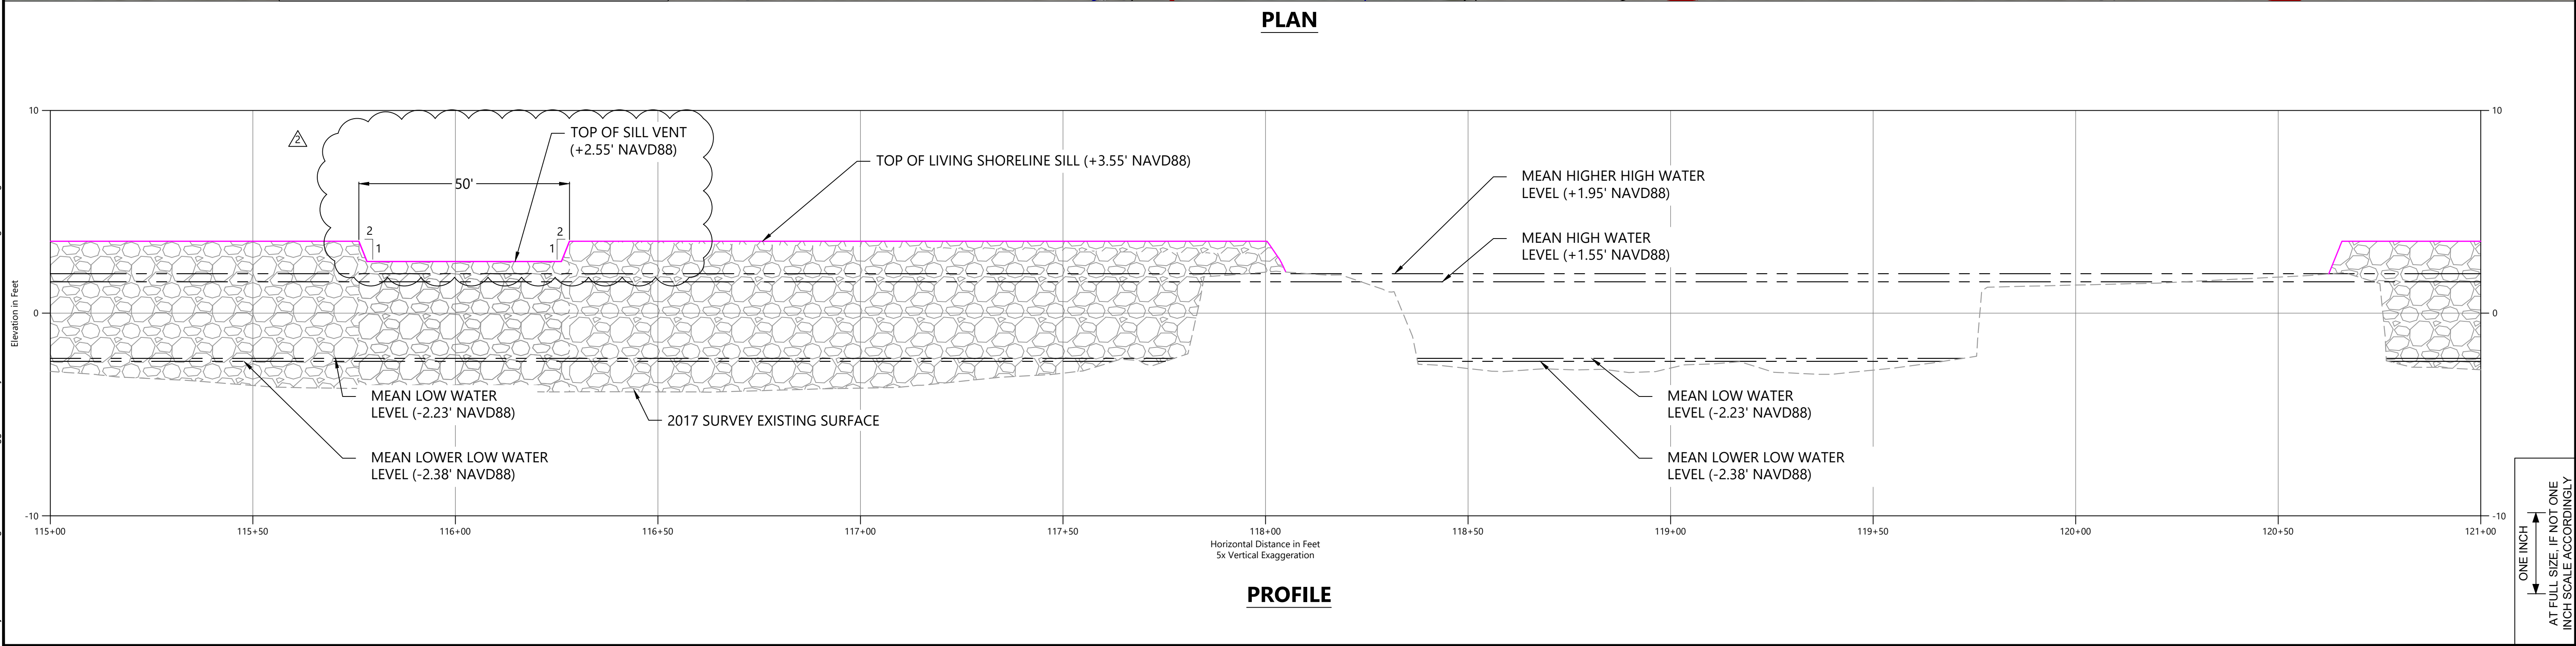 PLAN
10
10
2
TOP OF SILL VENT
(+2.55' NAVD88)
TOP OF LIVING SHORELINE SILL (+3.55' NAVD88)
50'
MEAN HIGHER HIGH WATER
LEVEL (+1.95' NAVD88)
2
1
2
1
MEAN HIGH WATER
LEVEL (+1.55' NAVD88)
Elevation in Feet
0
0
MEAN LOW WATER
LEVEL (-2.23' NAVD88)
2017 SURVEY EXISTING SURFACE
MEAN LOW WATER
LEVEL (-2.23' NAVD88)
MEAN LOWER LOW WATER
LEVEL (-2.38' NAVD88)
MEAN LOWER LOW WATER
LEVEL (-2.38' NAVD88)
-10
-10
115+00
115+50
116+00
116+50
117+00
117+50
118+00
118+50
119+00
119+50
120+00
120+50
121+00
Horizontal Distance in Feet
5x Vertical Exaggeration
PROFILE
ONE INCH
AT FULL SIZE, IF NOT ONE
INCH SCALE ACCORDINGLY